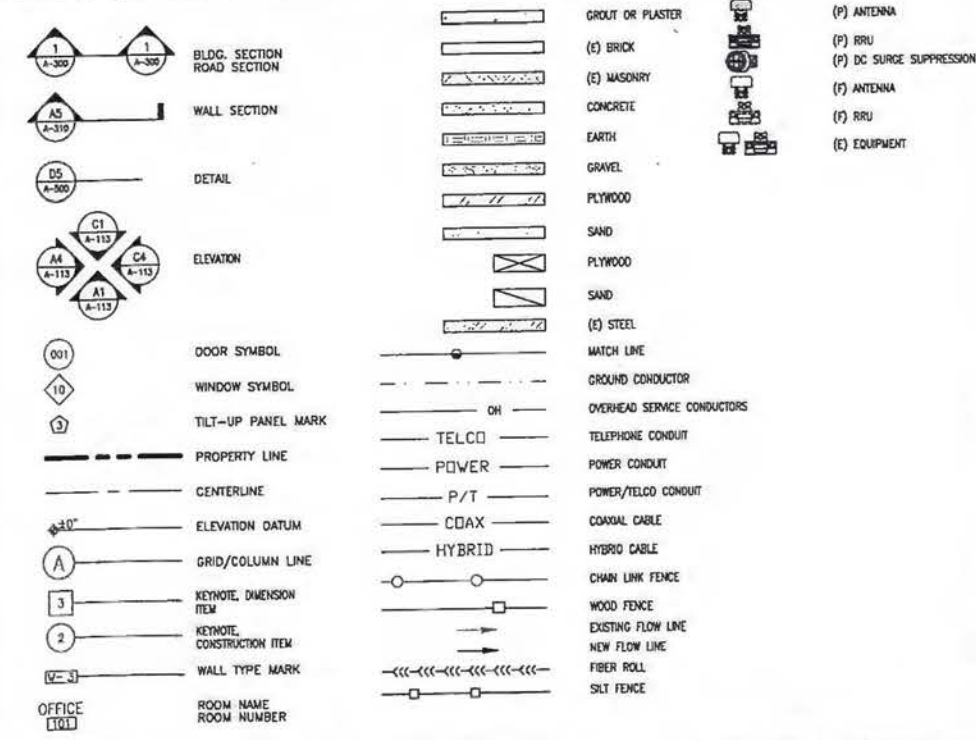 1
A-300
1
A-300
BLDG. SECTION
ROAD SECTION
A5
A-310
WALL SECTION
D5
A-500
DETAIL
C1
A-113
A4
A-113
C4
A-113
A1
A-113
ELEVATION
001
DOOR SYMBOL
10
WINDOW SYMBOL
3
TILT-UP PANEL MARK
PROPERTY LINE
CENTERLINE
±0"
ELEVATION DATUM
A
GRID/COLUMN LINE
3
KEYNOTE, DIMENSION
ITEM
2
KEYNOTE,
CONSTRUCTION ITEM
W-3
WALL TYPE MARK
OFFICE
101
ROOM NAME
ROOM NUMBER
GROUT OR PLASTER
(E) BRICK
(E) MASONRY
CONCRETE
EARTH
GRAVEL
PLYWOOD
SAND
PLYWOOD
SAND
(E) STEEL
MATCH LINE
GROUND CONDUCTOR
OH
OVERHEAD SERVICE CONDUCTORS
TELCO
TELEPHONE CONDUIT
POWER
POWER CONDUIT
P/T
POWER/TELCO CONDUIT
COAX
COAXIAL CABLE
HYBRID
HYBRID CABLE
CHAIN LINK FENCE
WOOD FENCE
EXISTING FLOW LINE
NEW FLOW LINE
FIBER ROLL
SILT FENCE
(P) ANTENNA
(P) RRU
(P) DC SURGE SUPPRESSION
(F) ANTENNA
(F) RRU
(E) EQUIPMENT